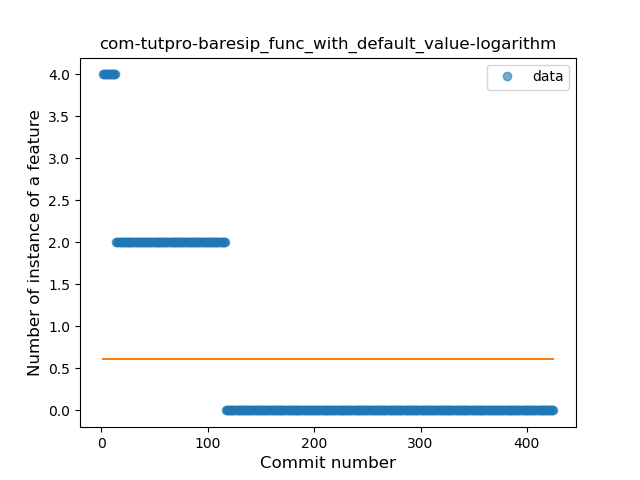 com-tutpro-baresip_func_with_default_value-logarithm
data
Number of instance of a feature
4.0
3.5
3.0
2.5
2.0
1.5
1.0
0.5
0.0
0 100 200 300 400
Commit number